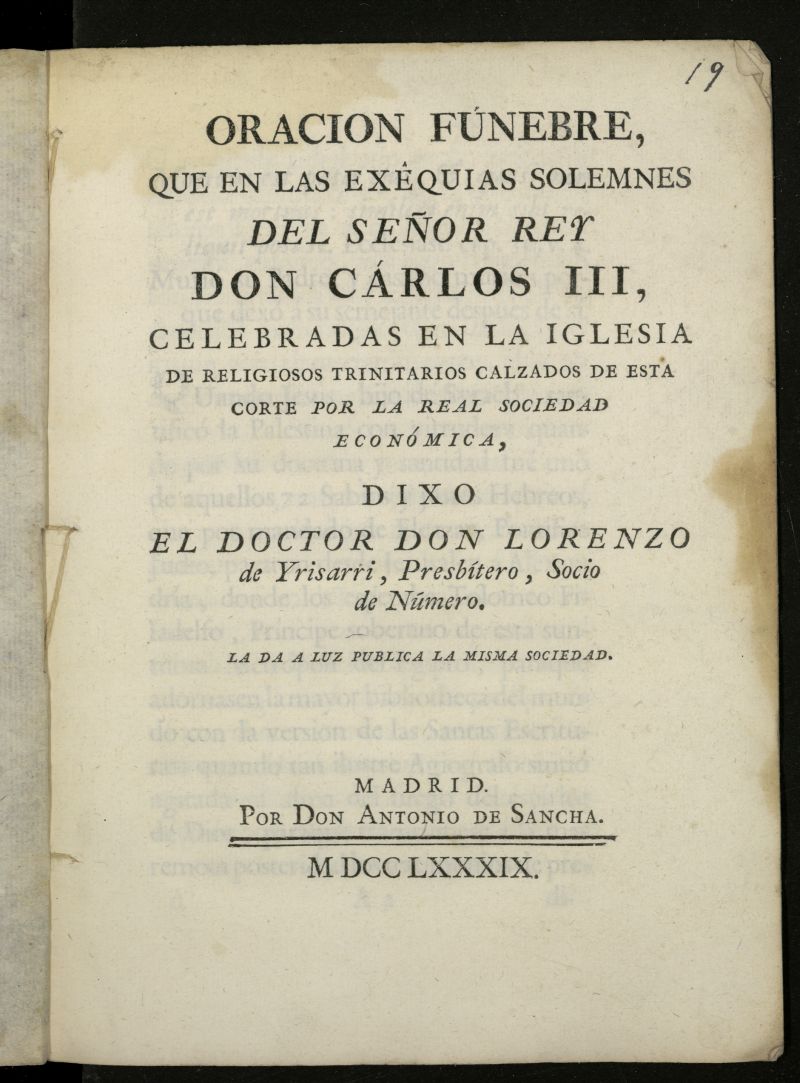 19
ORACION FÚNEBRE,
QUE EN LAS EXÊQUIAS SOLEMNES
DEL SEÑOR REY
DON CÁRLOS III,
CELEBRADAS EN LA IGLESIA
DE RELIGIOSOS TRINITARIOS CALZADOS DE ESTA
CORTE POR LA REAL SOCIEDAD
ECONÓMICA,
DIXO
EL DOCTOR DON LORENZO
de Yrisarri, Presbítero, Socio
de Número.
LA DA A LUZ PUBLICA LA MISMA SOCIEDAD.
MADRID.
POR DON ANTONIO DE SANCHA.
M DCC LXXXIX.